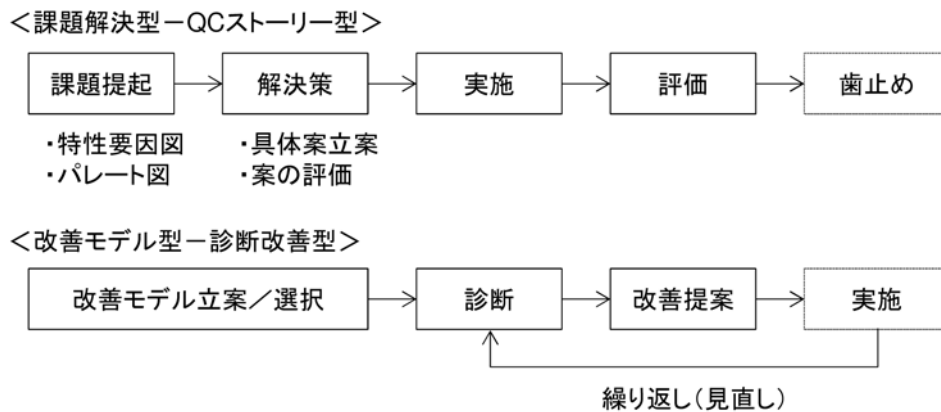 ＜課題解決型－QCストーリー型＞
課題提起
解決策
実施
評価
歯止め
・特性要因図
・パレート図
・具体案立案
・案の評価
＜改善モデル型－診断改善型＞
改善モデル立案／選択
診断
改善提案
実施
繰り返し（見直し）